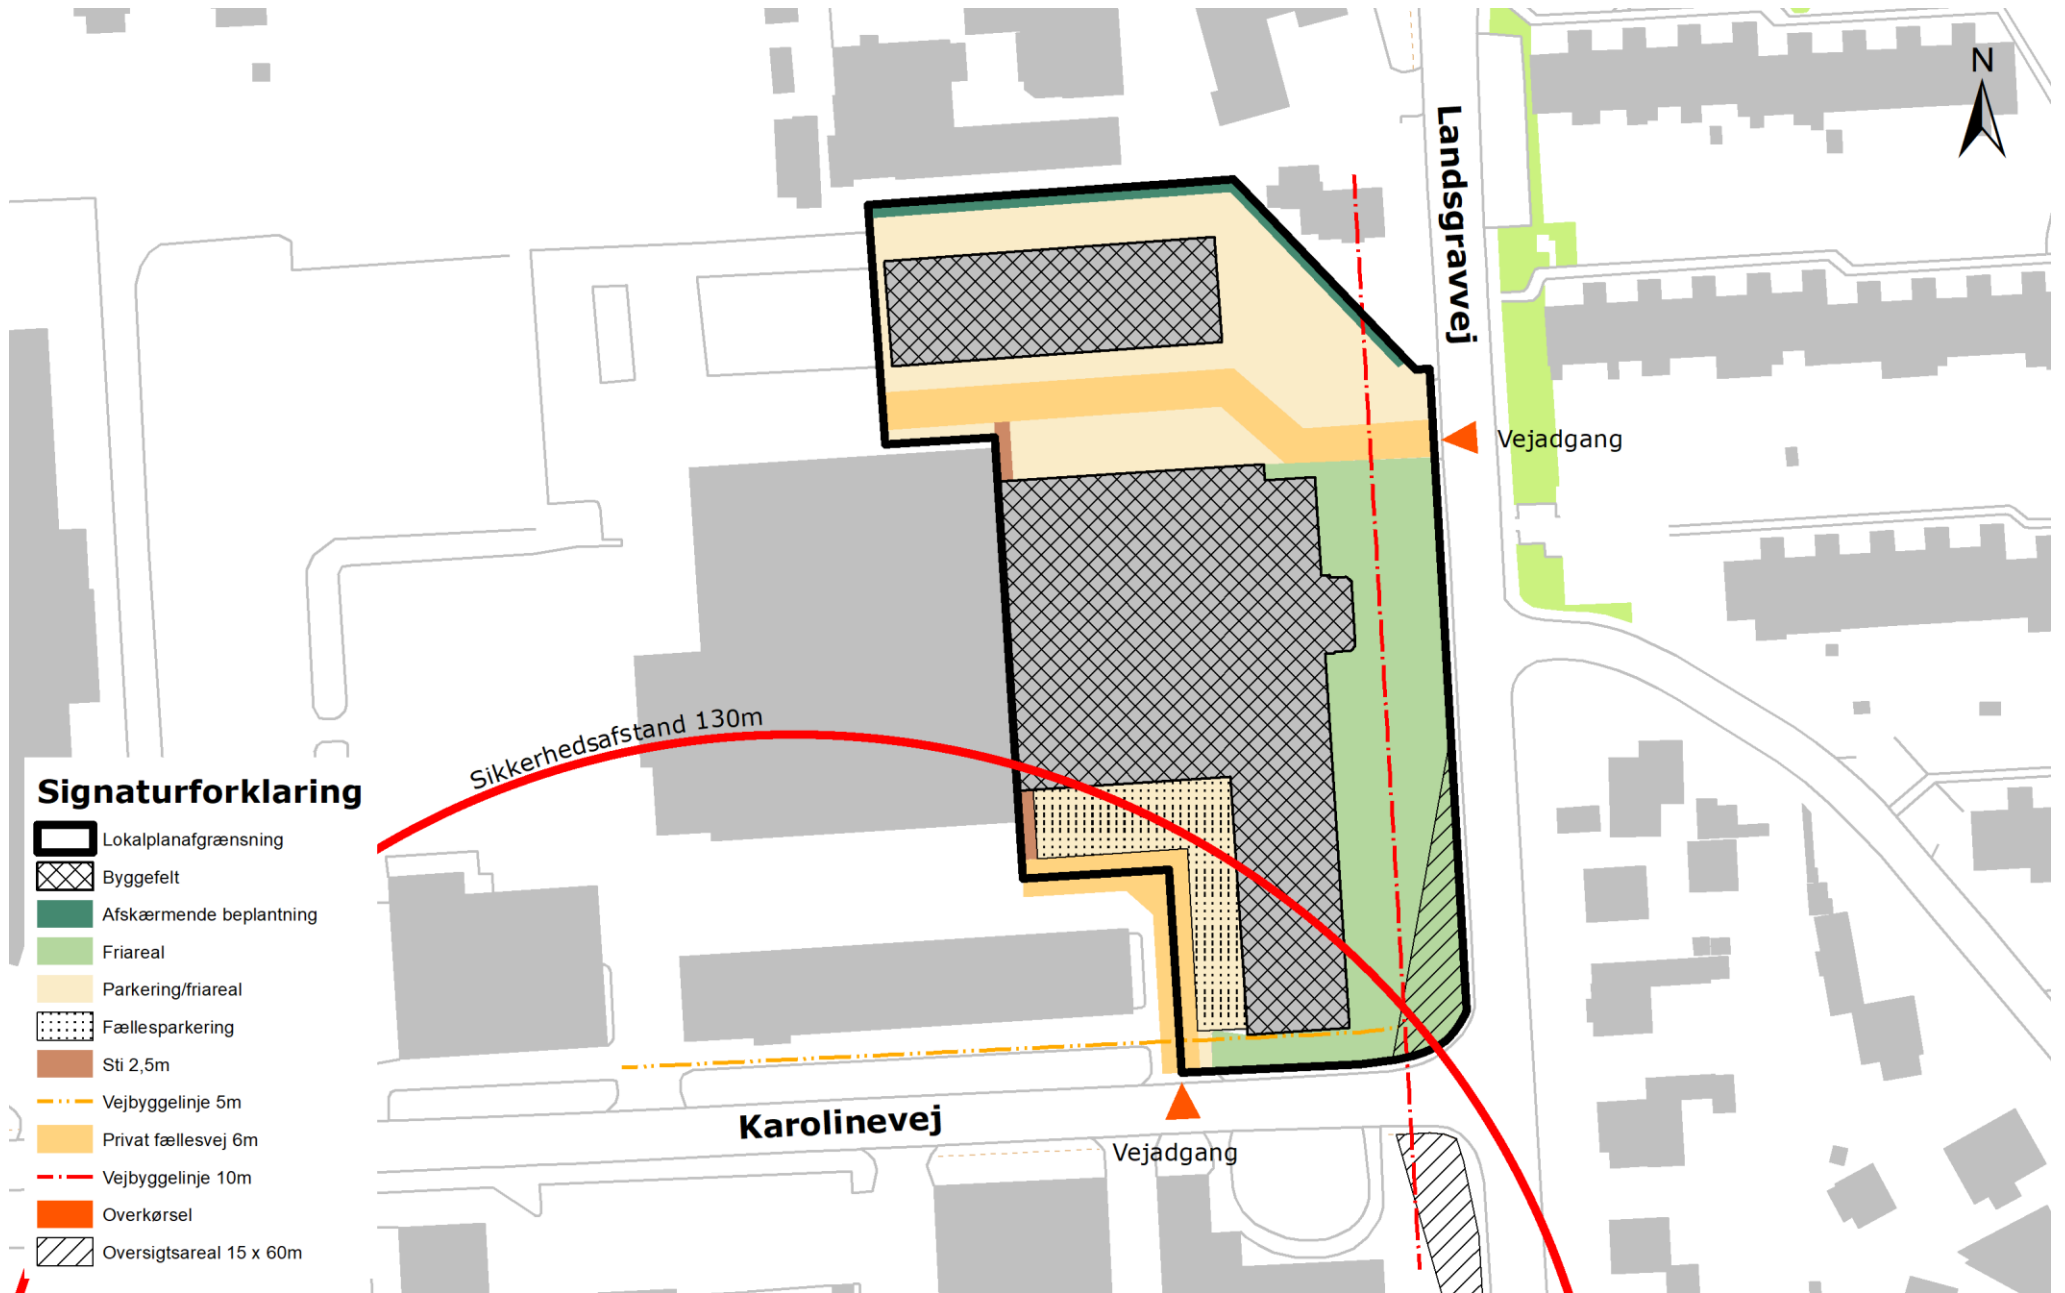 N
Landsgravvej
Vejadgang
Sikkerhedsafstand 130m
Signaturforklaring
Lokalplanafgrænsning
Byggefelt
Afskærmende beplantning
Friareal
Parkering/friareal
Fællesparkering
Sti 2,5m
Vejbyggelinje 5m
Privat fællesvej 6m
Vejbyggelinje 10m
Overkørsel
Oversigtsareal 15 x 60m
Karolinevej
Vejadgang